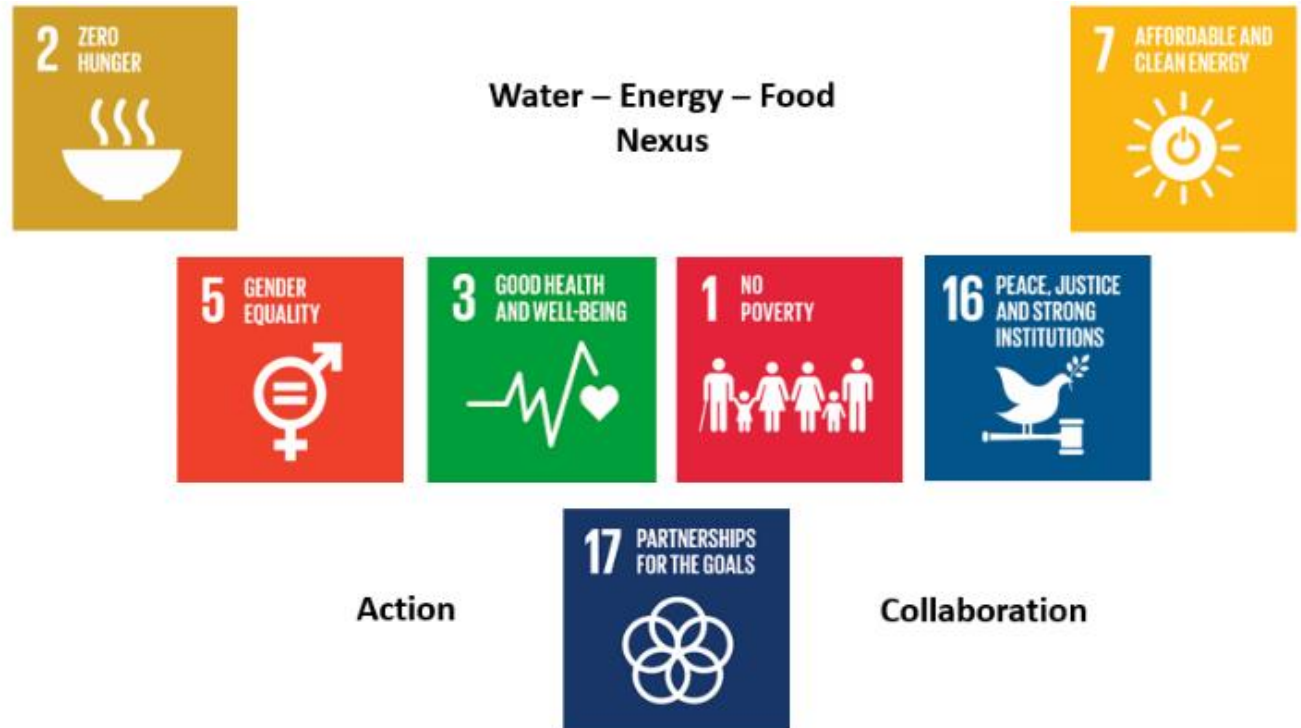 2 ZERO
HUNGER
Water – Energy – Food
Nexus
7 AFFORDABLE AND
CLEAN ENERGY
5 GENDER
EQUALITY
3 GOOD HEALTH
AND WELL-BEING
1 NO
POVERTY
16 PEACE, JUSTICE
AND STRONG
INSTITUTIONS
17 PARTNERSHIPS
FOR THE GOALS
Action
Collaboration